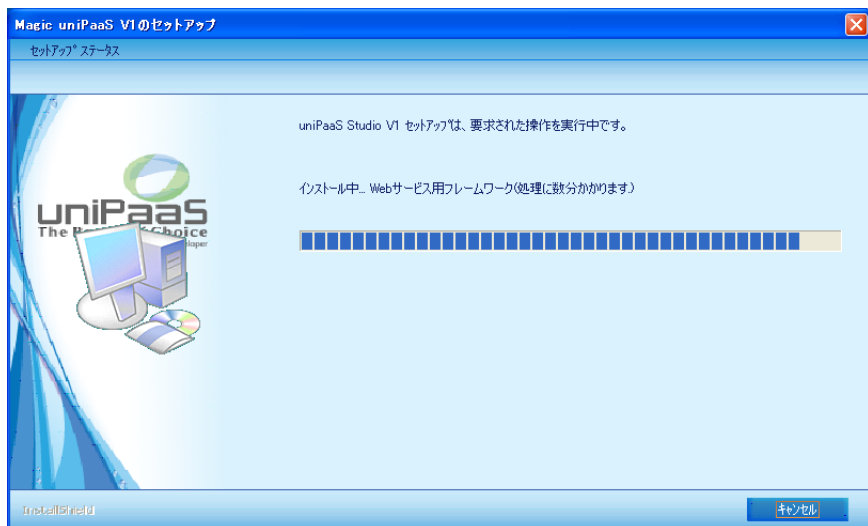 Magic uniPaaS V1のセットアップ
セットアップ ステータス
uniPaaS Studio V1 セットアップは、要求された操作を実行中です。
インストール中... Webサービス用フレームワーク(処理に数分かかります.)
uniPaaS
The
Choice
loper
InstallShield
キャンセル